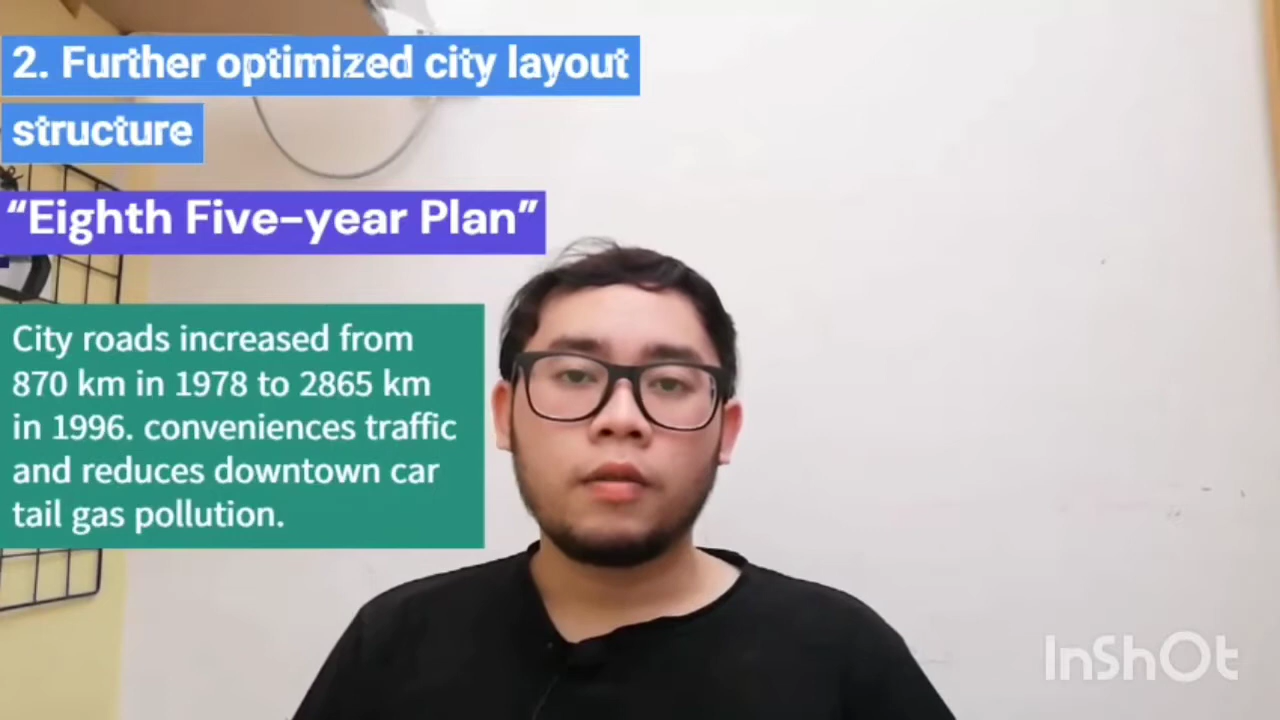 2. Further optimized city layout
structure
“Eighth Five-year Plan”
City roads increased from
870 km in 1978 to 2865 km
in 1996. conveniences traffic
and reduces downtown car
tail gas pollution.
InShOt